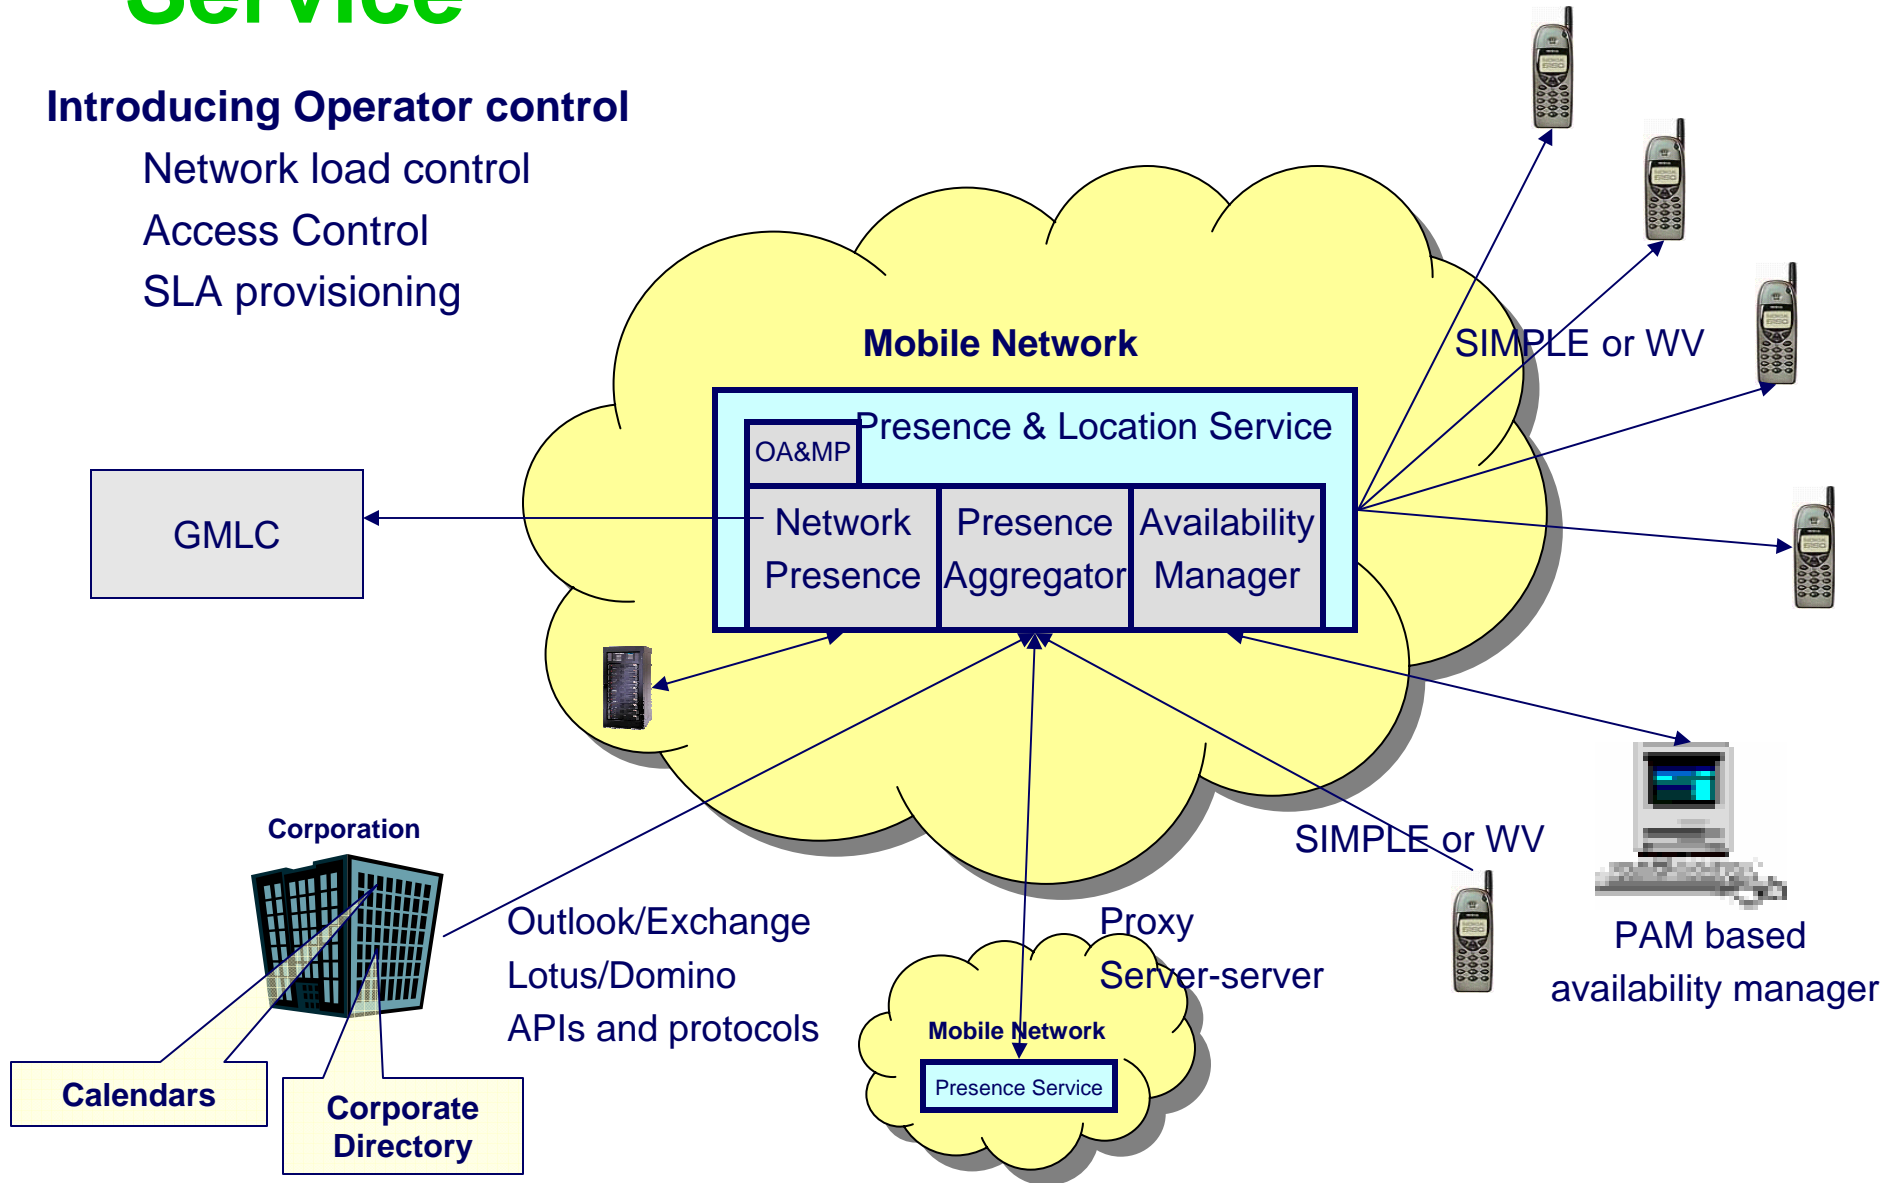 Service
Introducing Operator control
Network load control
Access Control
SLA provisioning
Mobile Network
SIMPLE or WV
Presence & Location Service
OA&MP
GMLC
Network
Presence
Presence
Aggregator
Availability
Manager
Corporation
SIMPLE or WV
Outlook/Exchange
Lotus/Domino
APIs and protocols
Proxy
Server-server
PAM based
availability manager
Mobile Network
Presence Service
Calendars
Corporate
Directory